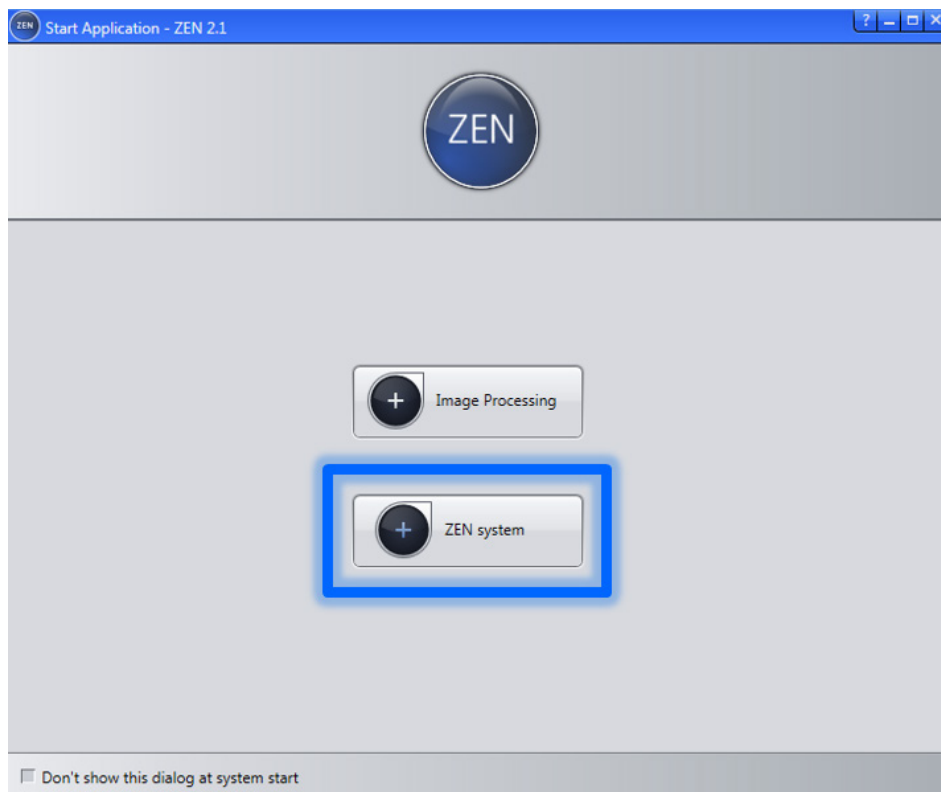 ZEN
Start Application - ZEN 2.1
ZEN
Image Processing
ZEN system
Don't show this dialog at system start